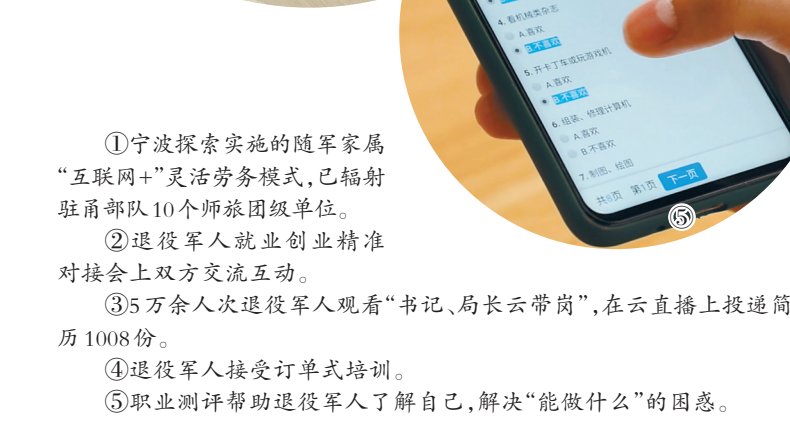 4. 看机械类杂志
A.喜欢
B.不喜欢
5. 开卡丁车或玩游戏机
A.喜欢
B.不喜欢
6. 组装、修理计算机
A.喜欢
B.不喜欢
7. 制图、绘图
共8页 第1页 下一页
⑤
①宁波探索实施的随军家属
“互联网+”灵活劳务模式,已辐射
驻甬部队10个师旅团级单位。
②退役军人就业创业精准
对接会上双方交流互动。
③5万余人次退役军人观看“书记、局长云带岗”,在云直播上投递简
历1008份。
④退役军人接受订单式培训。
⑤职业测评帮助退役军人了解自己,解决“能做什么”的困惑。